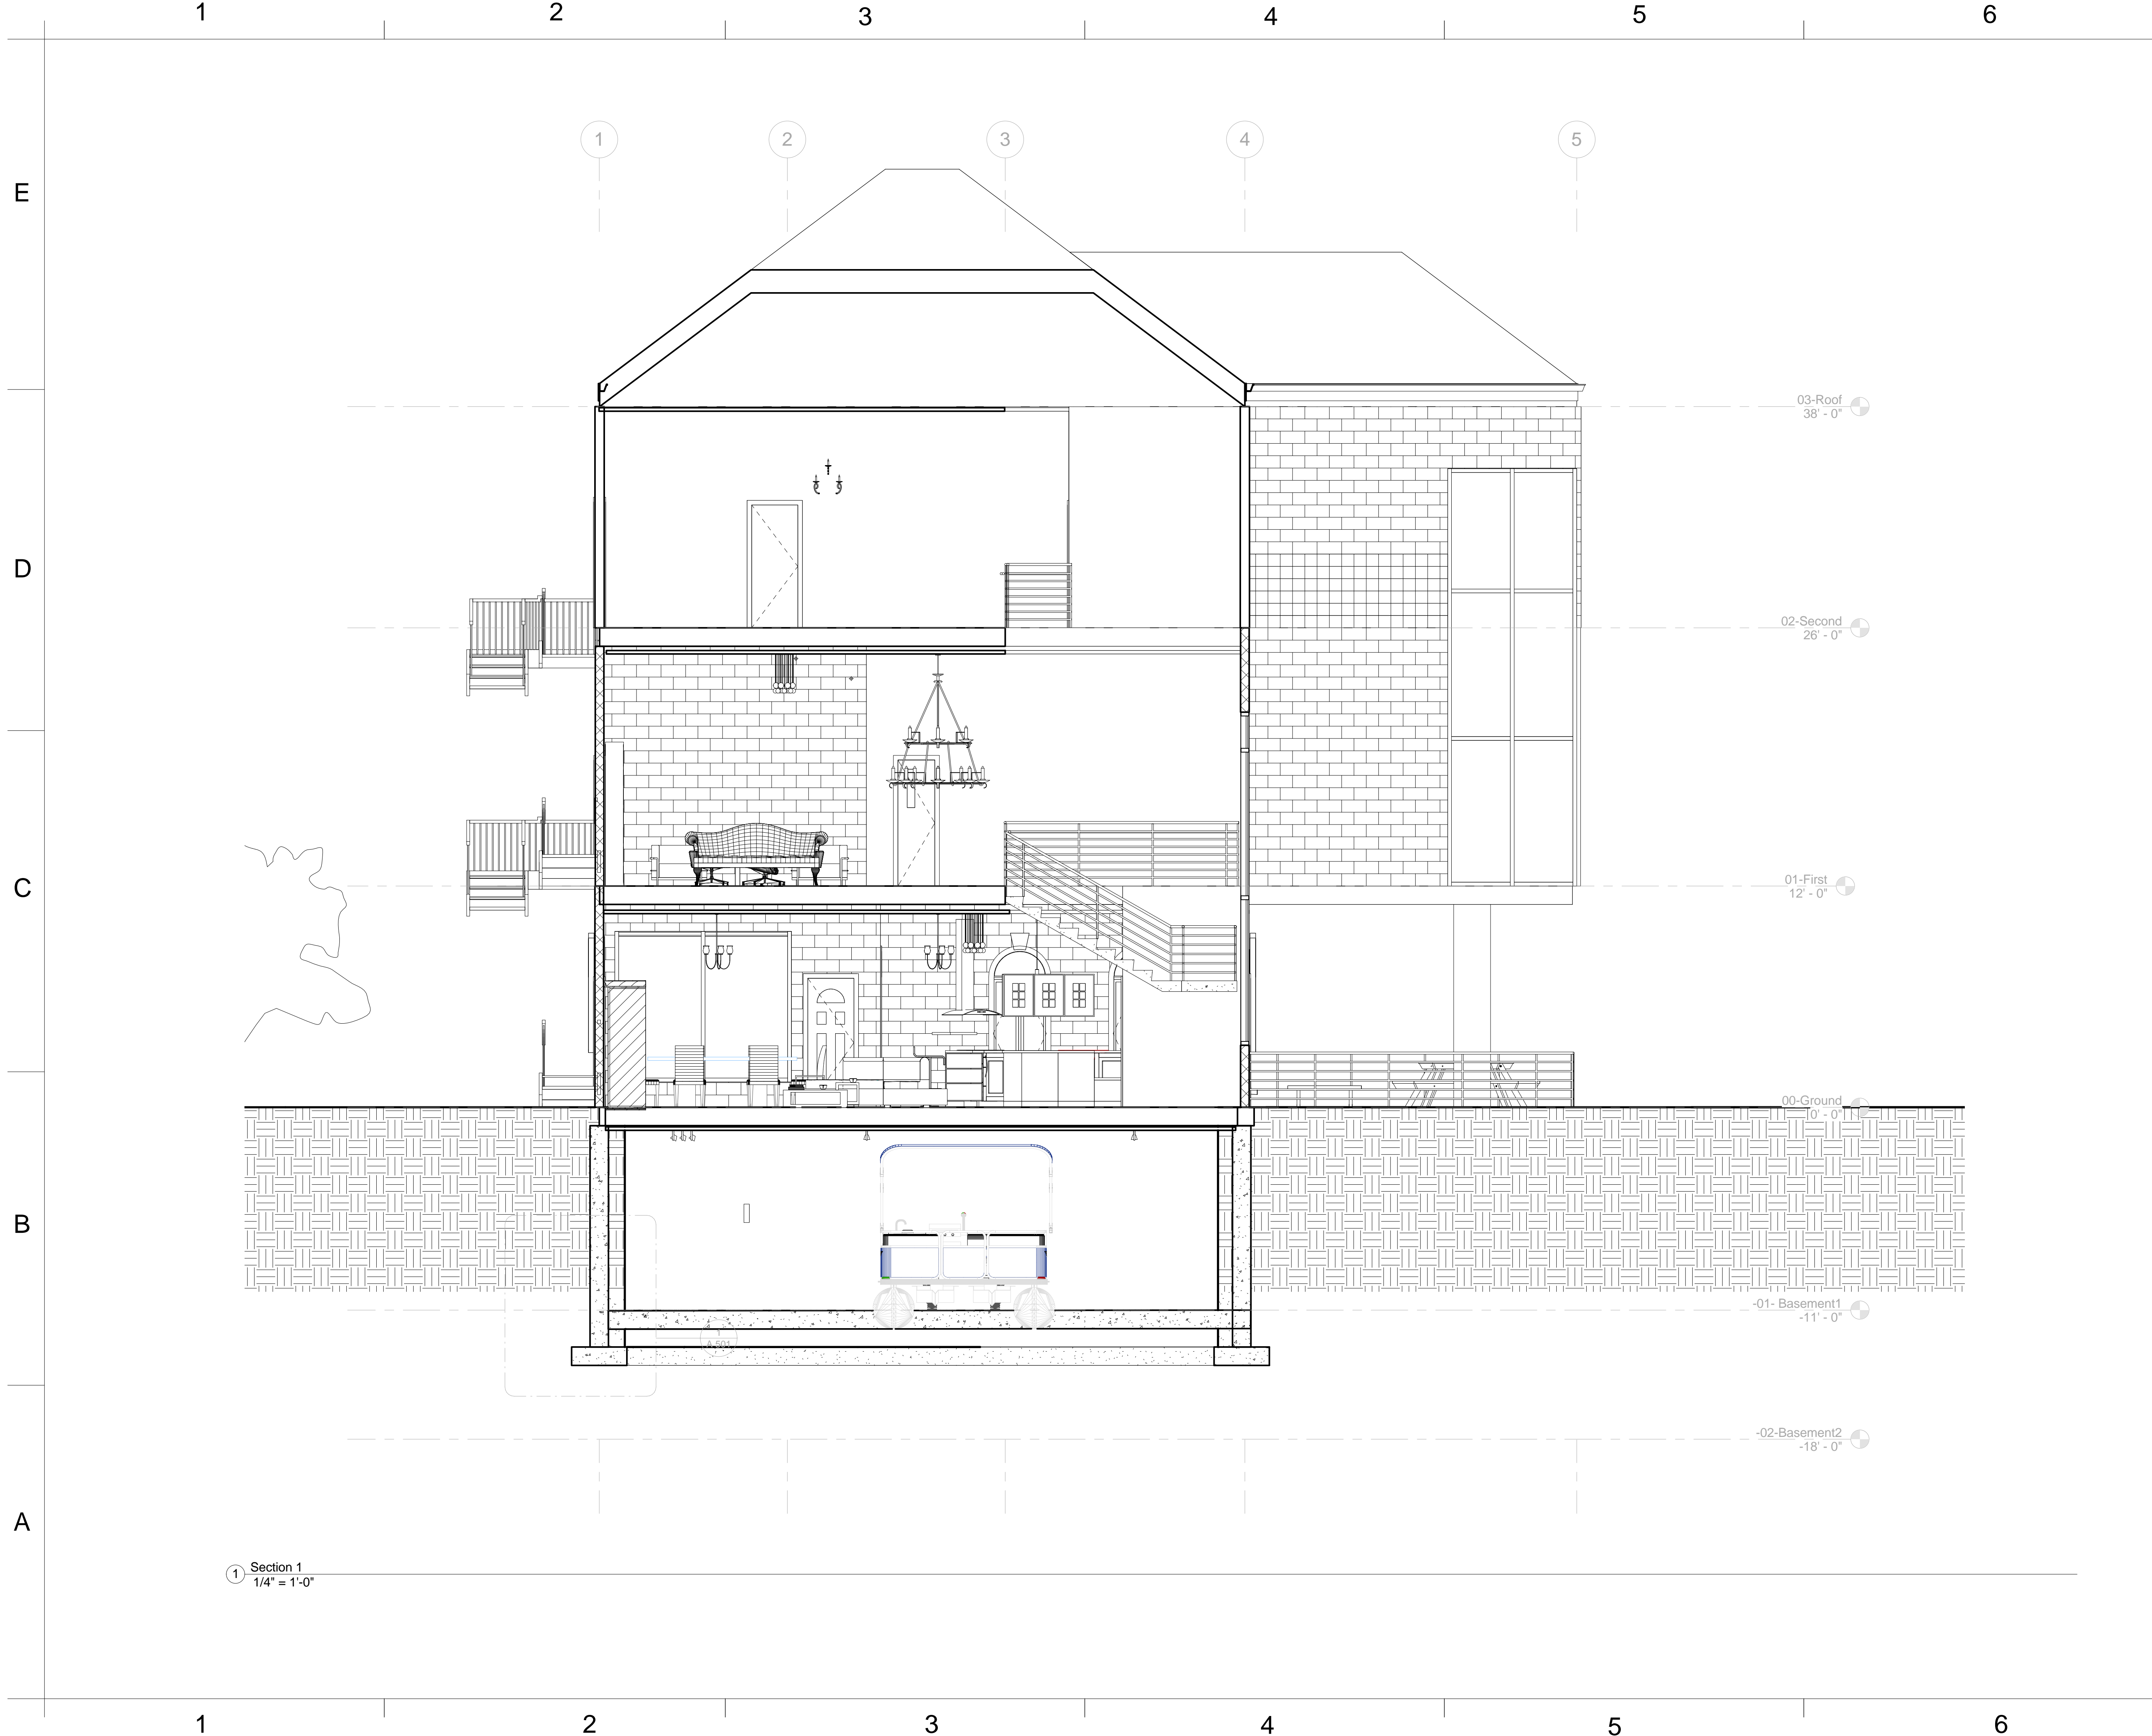 1 2 3 4 5 6
1 2 3 4 5
E
03-Roof
38' - 0"
D
02-Second
26' - 0"
C
01-First
12' - 0"
00-Ground
0' - 0"
B
-01- Basement1
-11' - 0"
1
A-501
-02-Basement2
-18' - 0"
A
1 Section 1
1/4" = 1'-0"
1 2 3 4 5 6